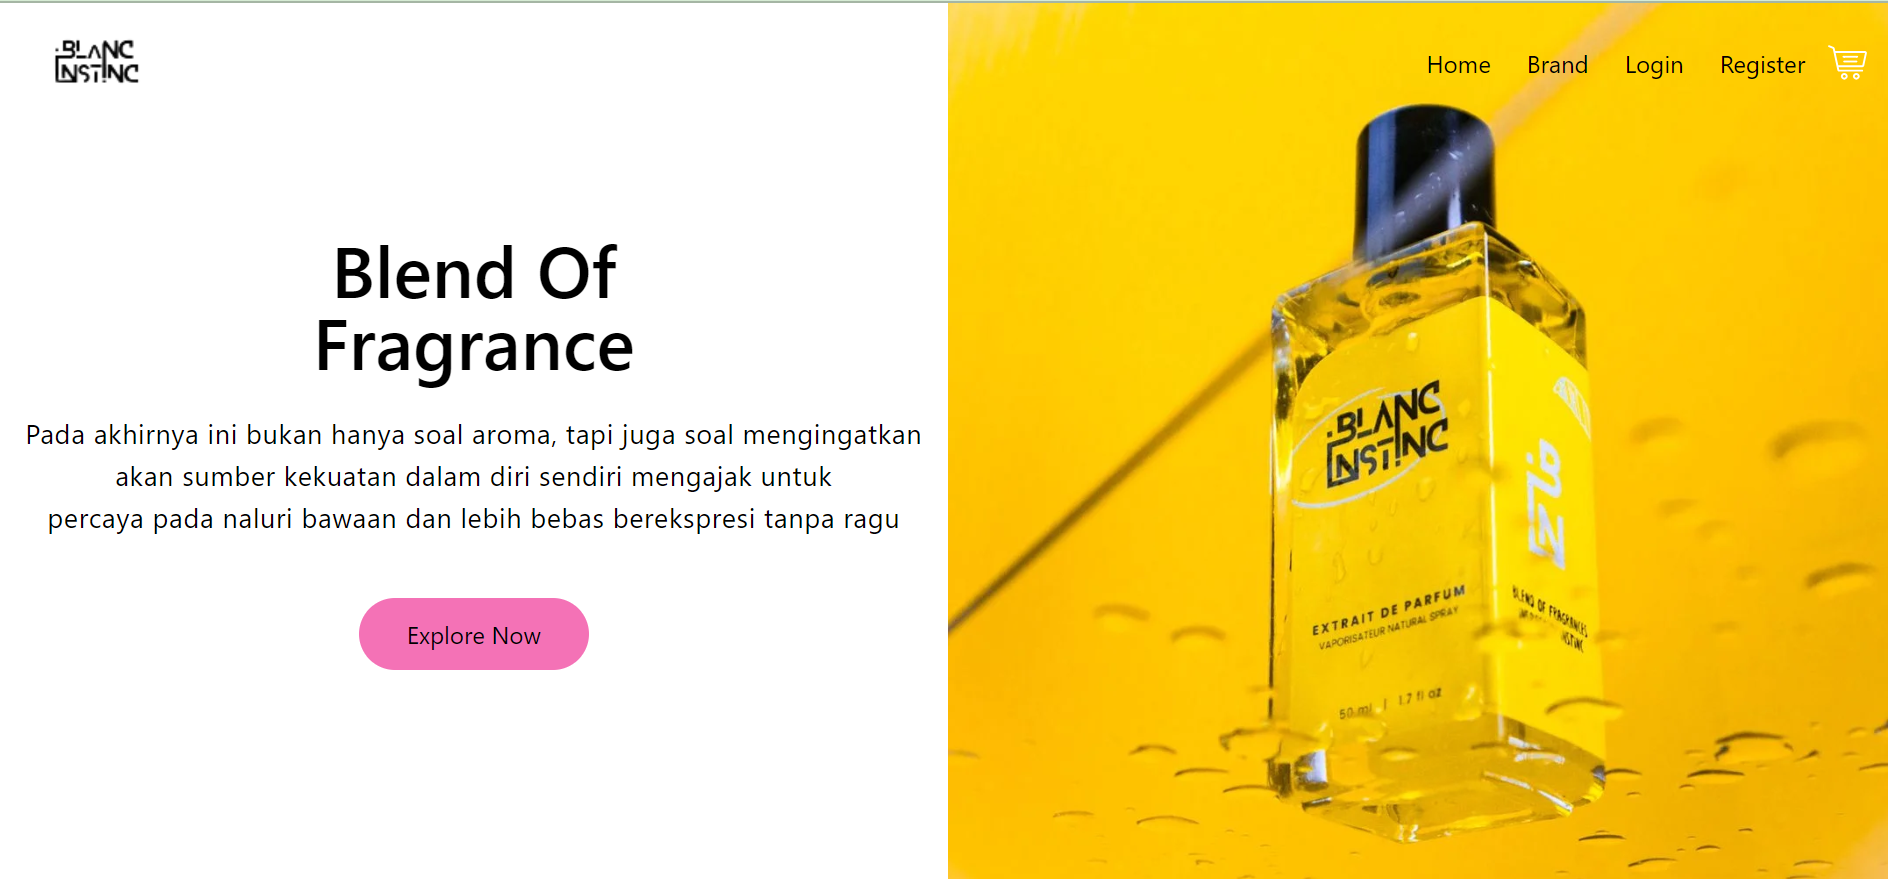 BLANC
INSTINC
Home Brand Login Register
Blend Of
Fragrance
Pada akhirnya ini bukan hanya soal aroma, tapi juga soal mengingatkan
akan sumber kekuatan dalam diri sendiri mengajak untuk
percaya pada naluri bawaan dan lebih bebas berekspresi tanpa ragu
Explore Now
BLANC
INSTINC
EXTRAIT DE PARFUM
VAPORISATEUR NATURAL SPRAY
50 ml | 1.7 fl oz
BLEND OF FRAGRANCES